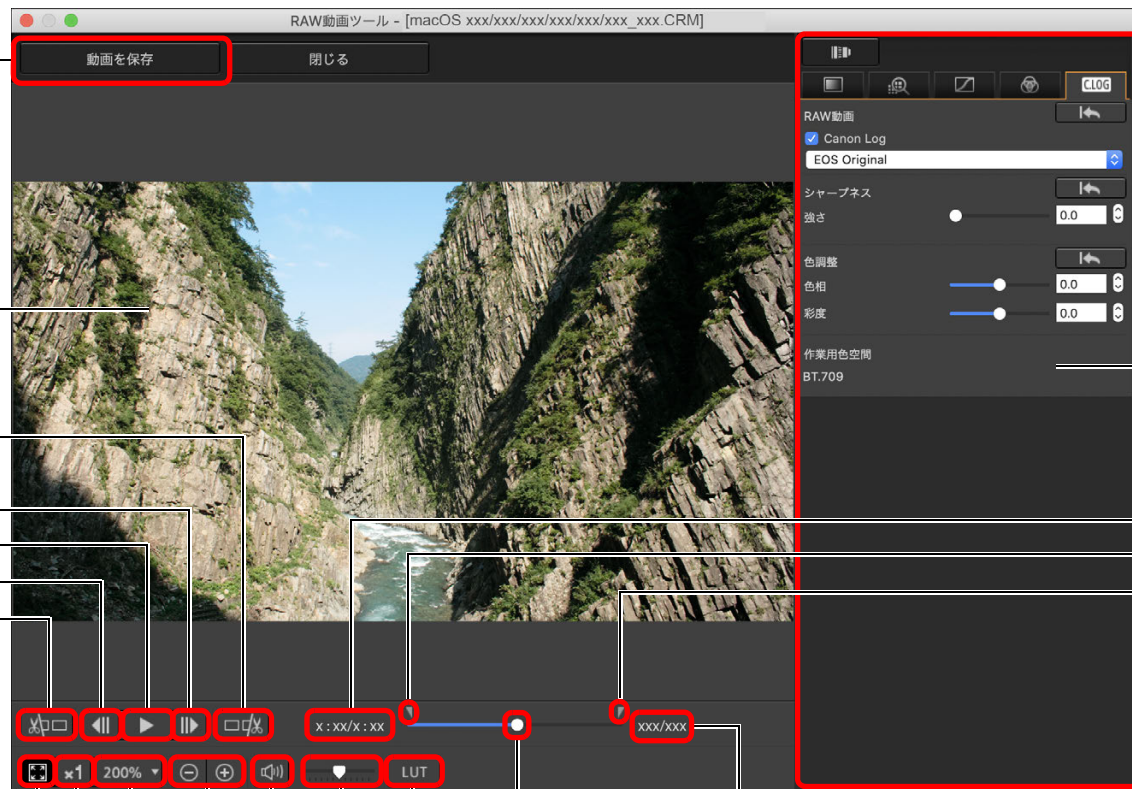 RAW動画ツール - [macOS xxx/xxx/xxx/xxx/xxx/xxx_xxx.CRM]
動画を保存
閉じる
C.LOG
RAW動画
Canon Log
EOS Original
シャープネス
強さ
0.0
色調整
色相
0.0
彩度
0.0
作業用色空間
BT.709
x : xx/x : xx
xxx/xxx
x1
200%
LUT